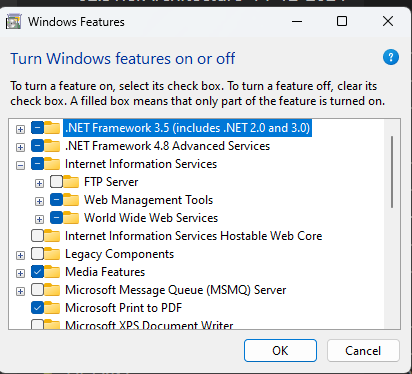 Windows Features
Turn Windows features on or off
To turn a feature on, select its check box. To turn a feature off, clear its
check box. A filled box means that only part of the feature is turned on.
.NET Framework 3.5 (includes .NET 2.0 and 3.0)
.NET Framework 4.8 Advanced Services
Internet Information Services
FTP Server
Web Management Tools
World Wide Web Services
Internet Information Services Hostable Web Core
Legacy Components
Media Features
Microsoft Message Queue (MSMQ) Server
Microsoft Print to PDF
Microsoft XPS Document Writer
OK
Cancel